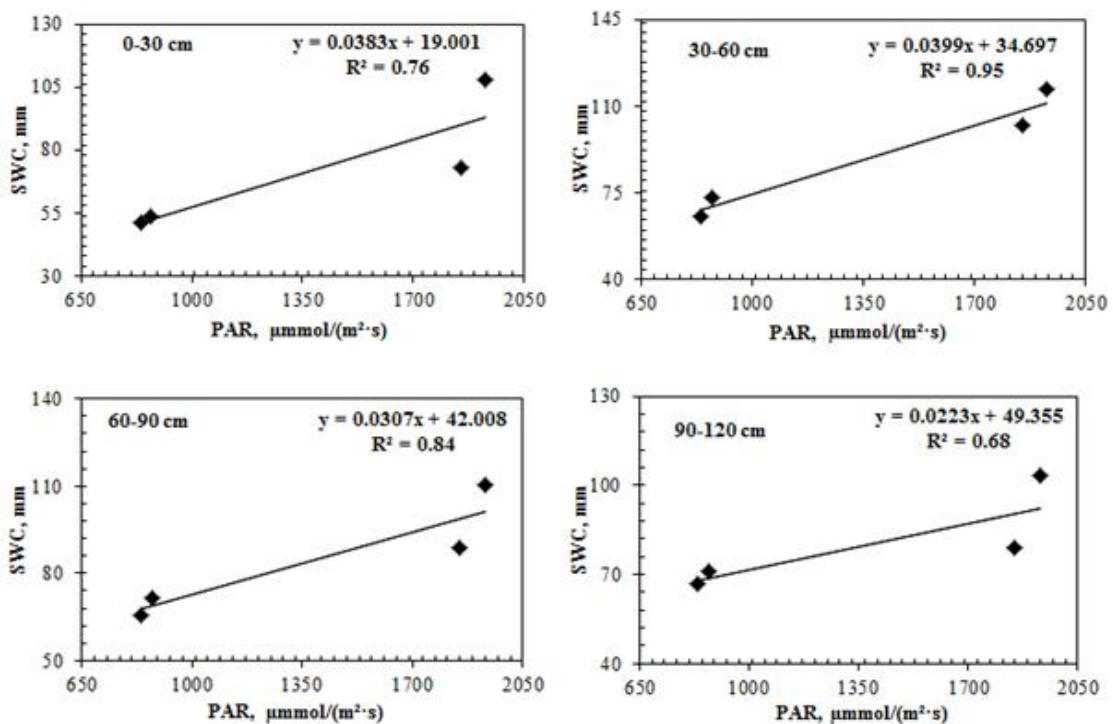 130
105
80
55
30
SWC, mm
0-30 cm
y = 0.0383x + 19.001
R² = 0.76
650 1000 1350 1700 2050
PAR, μmmol/(m²·s)
145
110
75
40
SWC, mm
30-60 cm
y = 0.0399x + 34.697
R² = 0.95
650 1000 1350 1700 2050
PAR, μmmol/(m²·s)
140
110
80
50
SWC, mm
60-90 cm
y = 0.0307x + 42.008
R² = 0.84
650 1000 1350 1700 2050
PAR, μmmol/(m²·s)
130
100
70
40
SWC, mm
90-120 cm
y = 0.0223x + 49.355
R² = 0.68
650 1000 1350 1700 2050
PAR, μmmol/(m²·s)